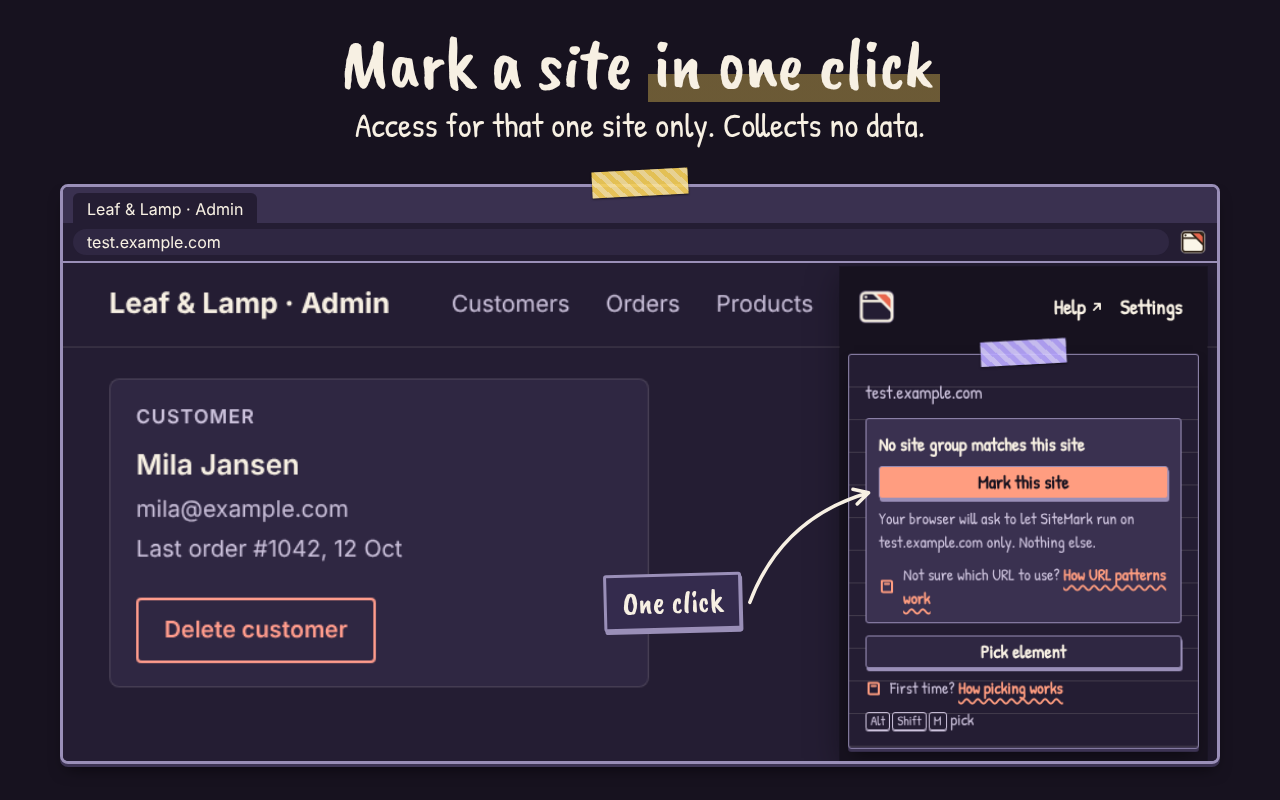 Mark a site in one click
Access for that one site only. Collects no data.
Leaf & Lamp · Admin
test.example.com
Leaf & Lamp · Admin
Customers
Orders
Products
CUSTOMER
Mila Jansen
mila@example.com
Last order #1042, 12 Oct
Delete customer
One click
Help ↗
Settings
test.example.com
No site group matches this site
Mark this site
Your browser will ask to let SiteMark run on
test.example.com only. Nothing else.
Not sure which URL to use? How URL patterns
work
Pick element
First time? How picking works
Alt Shift M pick